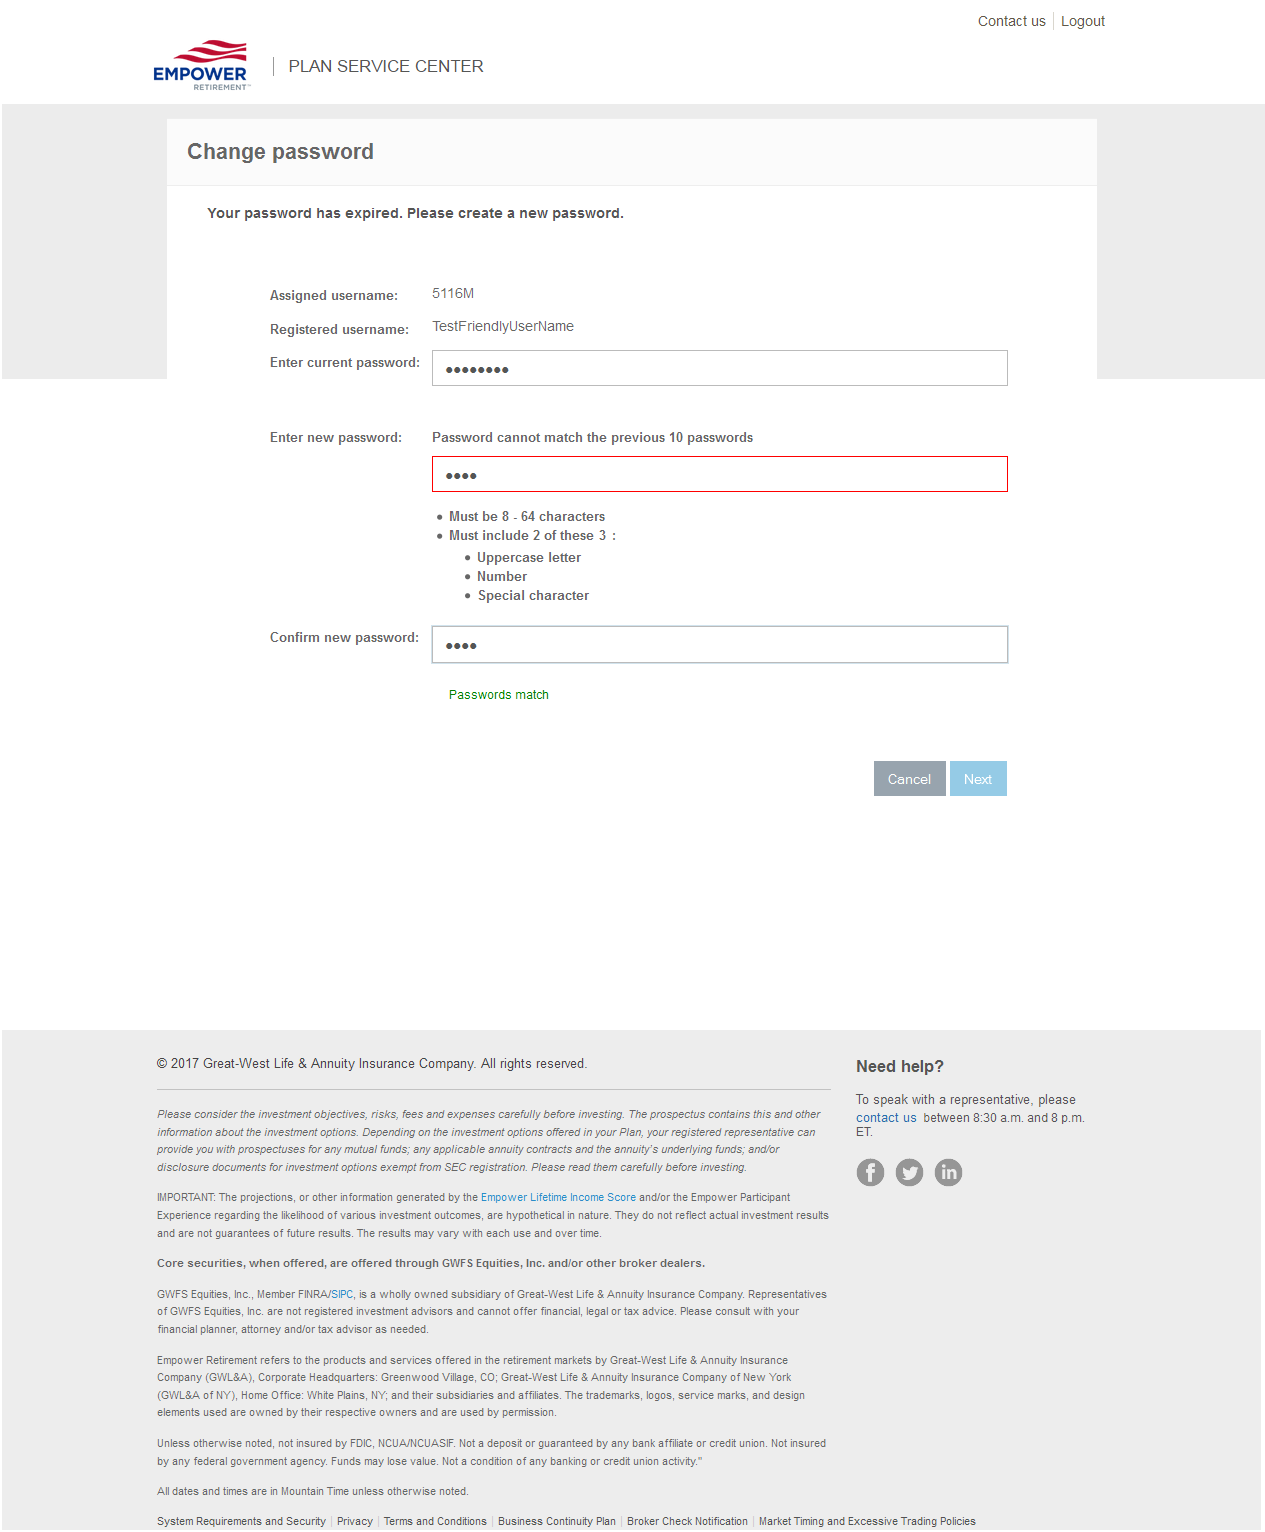 Contact us
Logout
EMPOWER
RETIREMENT™
PLAN SERVICE CENTER
Change password
Your password has expired. Please create a new password.
Assigned username:
5116M
Registered username:
TestFriendlyUserName
Enter current password:
••••••••
Enter new password:
Password cannot match the previous 10 passwords
••••
• Must be 8 - 64 characters
• Must include 2 of these 3 :
• Uppercase letter
• Number
• Special character
Confirm new password:
••••
Passwords match
Cancel
Next
© 2017 Great-West Life & Annuity Insurance Company. All rights reserved.
Please consider the investment objectives, risks, fees and expenses carefully before investing. The prospectus contains this and other
information about the investment options. Depending on the investment options offered in your Plan, your registered representative can
provide you with prospectuses for any mutual funds; any applicable annuity contracts and the annuity's underlying funds; and/or
disclosure documents for investment options exempt from SEC registration. Please read them carefully before investing.
IMPORTANT: The projections, or other information generated by the Empower Lifetime Income Score and/or the Empower Participant
Experience regarding the likelihood of various investment outcomes, are hypothetical in nature. They do not reflect actual investment results
and are not guarantees of future results. The results may vary with each use and over time.
Core securities, when offered, are offered through GWFS Equities, Inc. and/or other broker dealers.
GWFS Equities, Inc., Member FINRA/SIPC, is a wholly owned subsidiary of Great-West Life & Annuity Insurance Company. Representatives
of GWFS Equities, Inc. are not registered investment advisors and cannot offer financial, legal or tax advice. Please consult with your
financial planner, attorney and/or tax advisor as needed.
Empower Retirement refers to the products and services offered in the retirement markets by Great-West Life & Annuity Insurance
Company (GWL&A), Corporate Headquarters: Greenwood Village, CO; Great-West Life & Annuity Insurance Company of New York
(GWL&A of NY), Home Office: White Plains, NY; and their subsidiaries and affiliates. The trademarks, logos, service marks, and design
elements used are owned by their respective owners and are used by permission.
Unless otherwise noted, not insured by FDIC, NCUA/NCUASIF. Not a deposit or guaranteed by any bank affiliate or credit union. Not insured
by any federal government agency. Funds may lose value. Not a condition of any banking or credit union activity."
All dates and times are in Mountain Time unless otherwise noted.
System Requirements and Security | Privacy | Terms and Conditions | Business Continuity Plan | Broker Check Notification | Market Timing and Excessive Trading Policies
Need help?
To speak with a representative, please
contact us between 8:30 a.m. and 8 p.m.
ET.
f
in